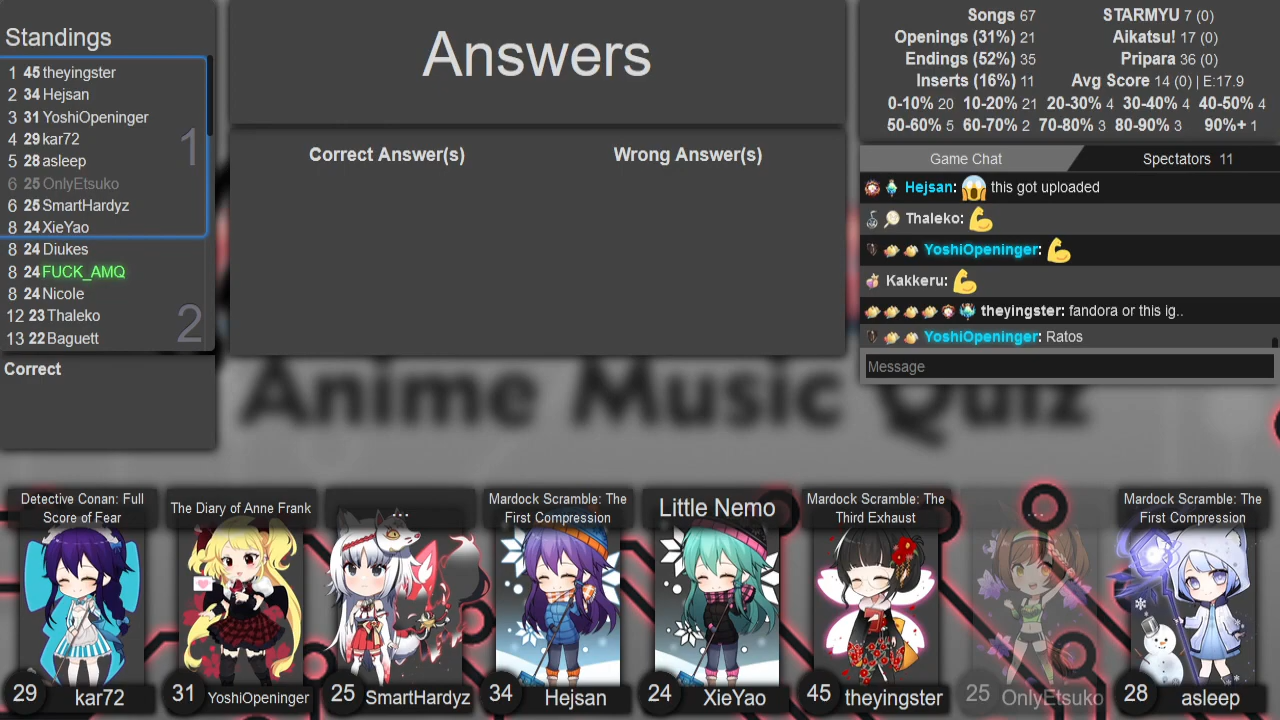 Standings
1 45 theyingster
2 34 Hejsan
3 31 YoshiOpeninger
4 29 kar72
5 28 asleep
6 25 OnlyEtsuko
6 25 SmartHardyz
8 24 XieYao
1
8 24 Diukes
8 24 FUCK_AMQ
8 24 Nicole
12 23 Thaleko
13 22 Baguett
2
Correct
Answers
Correct Answer(s) Wrong Answer(s)
Songs 67 STARMYU 7 (0)
Openings (31%) 21 Aikatsu! 17 (0)
Endings (52%) 35 Pripara 36 (0)
Inserts (16%) 11 Avg Score 14 (0) | E:17.9
0-10% 20 10-20% 21 20-30% 4 30-40% 4 40-50% 4
50-60% 5 60-70% 2 70-80% 3 80-90% 3 90%+ 1
Game Chat Spectators 11
Hejsan: 😱 this got uploaded
Thaleko: 💪
YoshiOpeninger: 💪
Kakkeru: 💪
theyingster: fandora or this ig..
YoshiOpeninger: Ratos
Message
Anime Music Quiz
Detective Conan: Full
Score of Fear
29 kar72
The Diary of Anne Frank
31 YoshiOpeninger
...
25 SmartHardyz
Mardock Scramble: The
First Compression
34 Hejsan
Little Nemo
24 XieYao
Mardock Scramble: The
Third Exhaust
45 theyingster
...
25 OnlyEtsuko
Mardock Scramble: The
First Compression
28 asleep